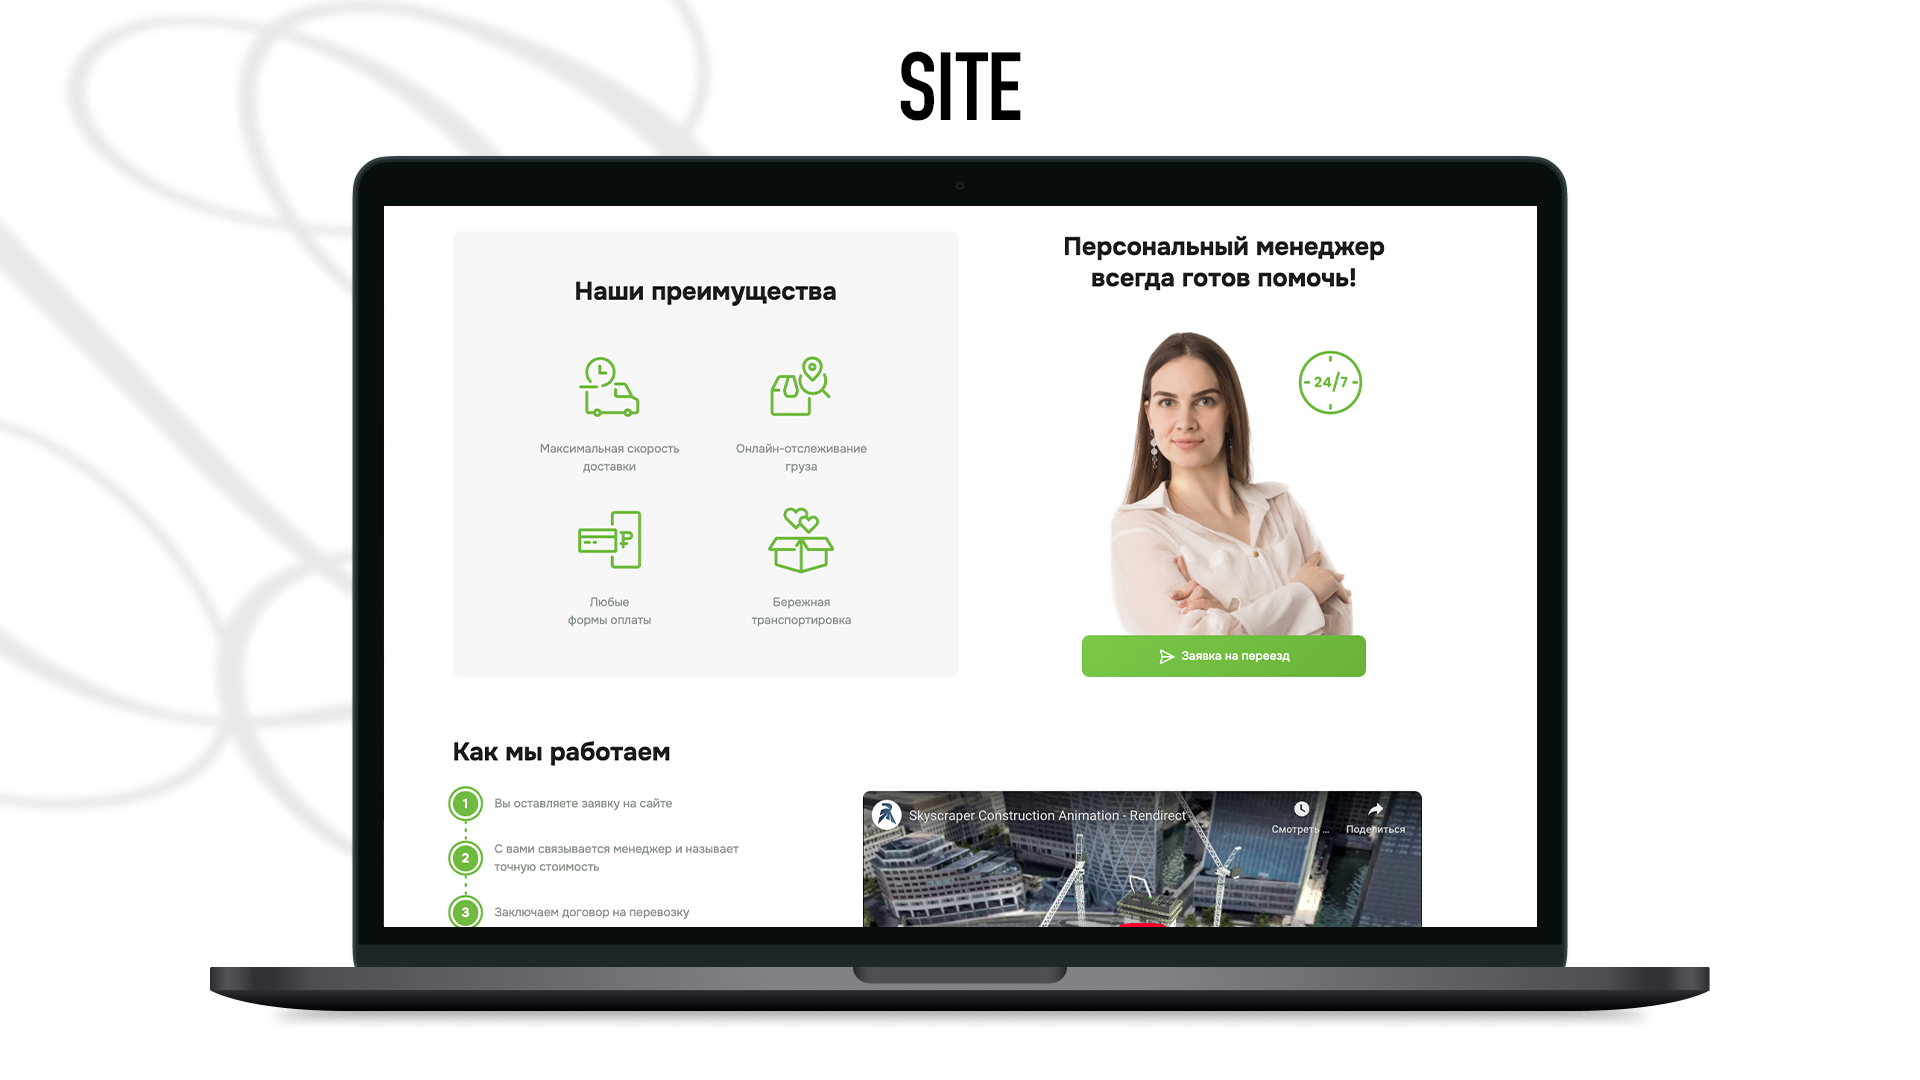 SITE
Наши преимущества
Максимальная скорость
доставки
Онлайн-отслеживание
груза
Любые
формы оплаты
Бережная
транспортировка
Персональный менеджер
всегда готов помочь!
24/7
Заявка на переезд
Как мы работаем
1
Вы оставляете заявку на сайте
2
С вами связывается менеджер и называет
точную стоимость
3
Заключаем договор на перевозку
Skyscraper Construction Animation - Rendirect
Смотреть ...
Поделиться